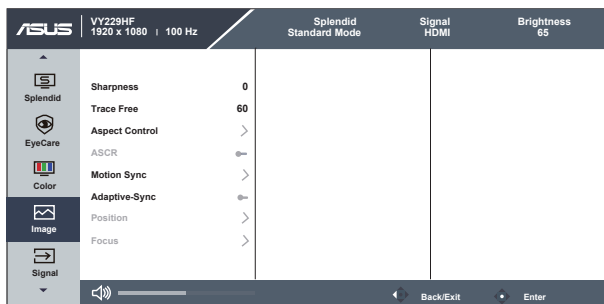 ASUS
VY229HF
1920 x 1080 | 100 Hz
Splendid
Standard Mode
Signal
HDMI
Brightness
65
Splendid
EyeCare
Color
Image
Signal
Sharpness 0
Trace Free 60
Aspect Control
ASCR
Motion Sync
Adaptive-Sync
Position
Focus
Back/Exit
Enter